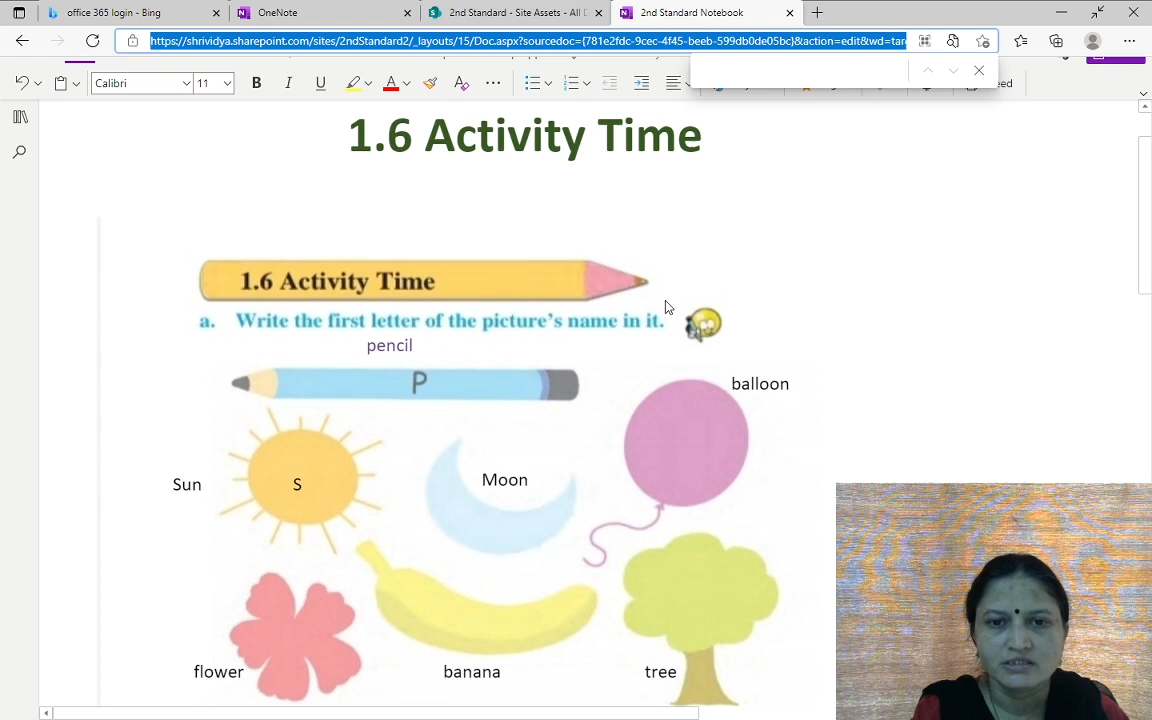 office 365 login - Bing
OneNote
2nd Standard - Site Assets - All D
2nd Standard Notebook
https://shrividya.sharepoint.com/sites/2ndStandard2/_layouts/15/Doc.aspx?sourcedoc={781e2fdc-9cec-4f45-beeb-599db0de05bc}&action=edit&wd=tar
Calibri
11
B
I
U
1.6 Activity Time
1.6 Activity Time
a. Write the first letter of the picture's name in it.
pencil
P
balloon
Sun
S
Moon
flower
banana
tree